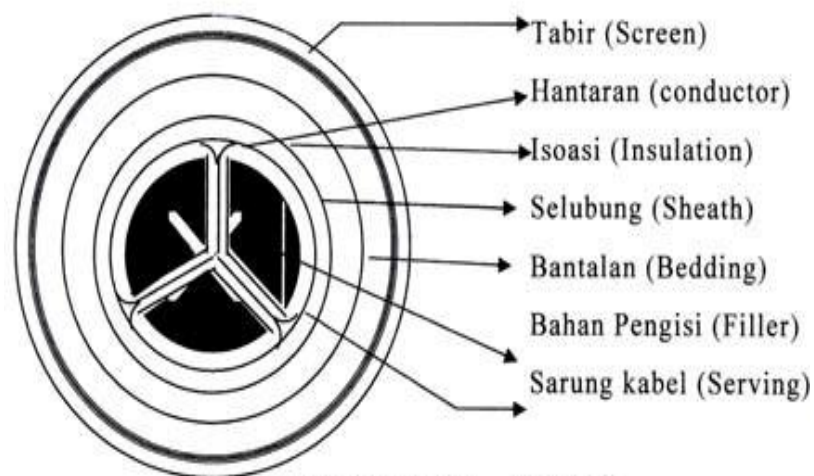 Tabir (Screen)
Hantaran (conductor)
Isoasi (Insulation)
Selubung (Sheath)
Bantalan (Bedding)
Bahan Pengisi (Filler)
Sarung kabel (Serving)